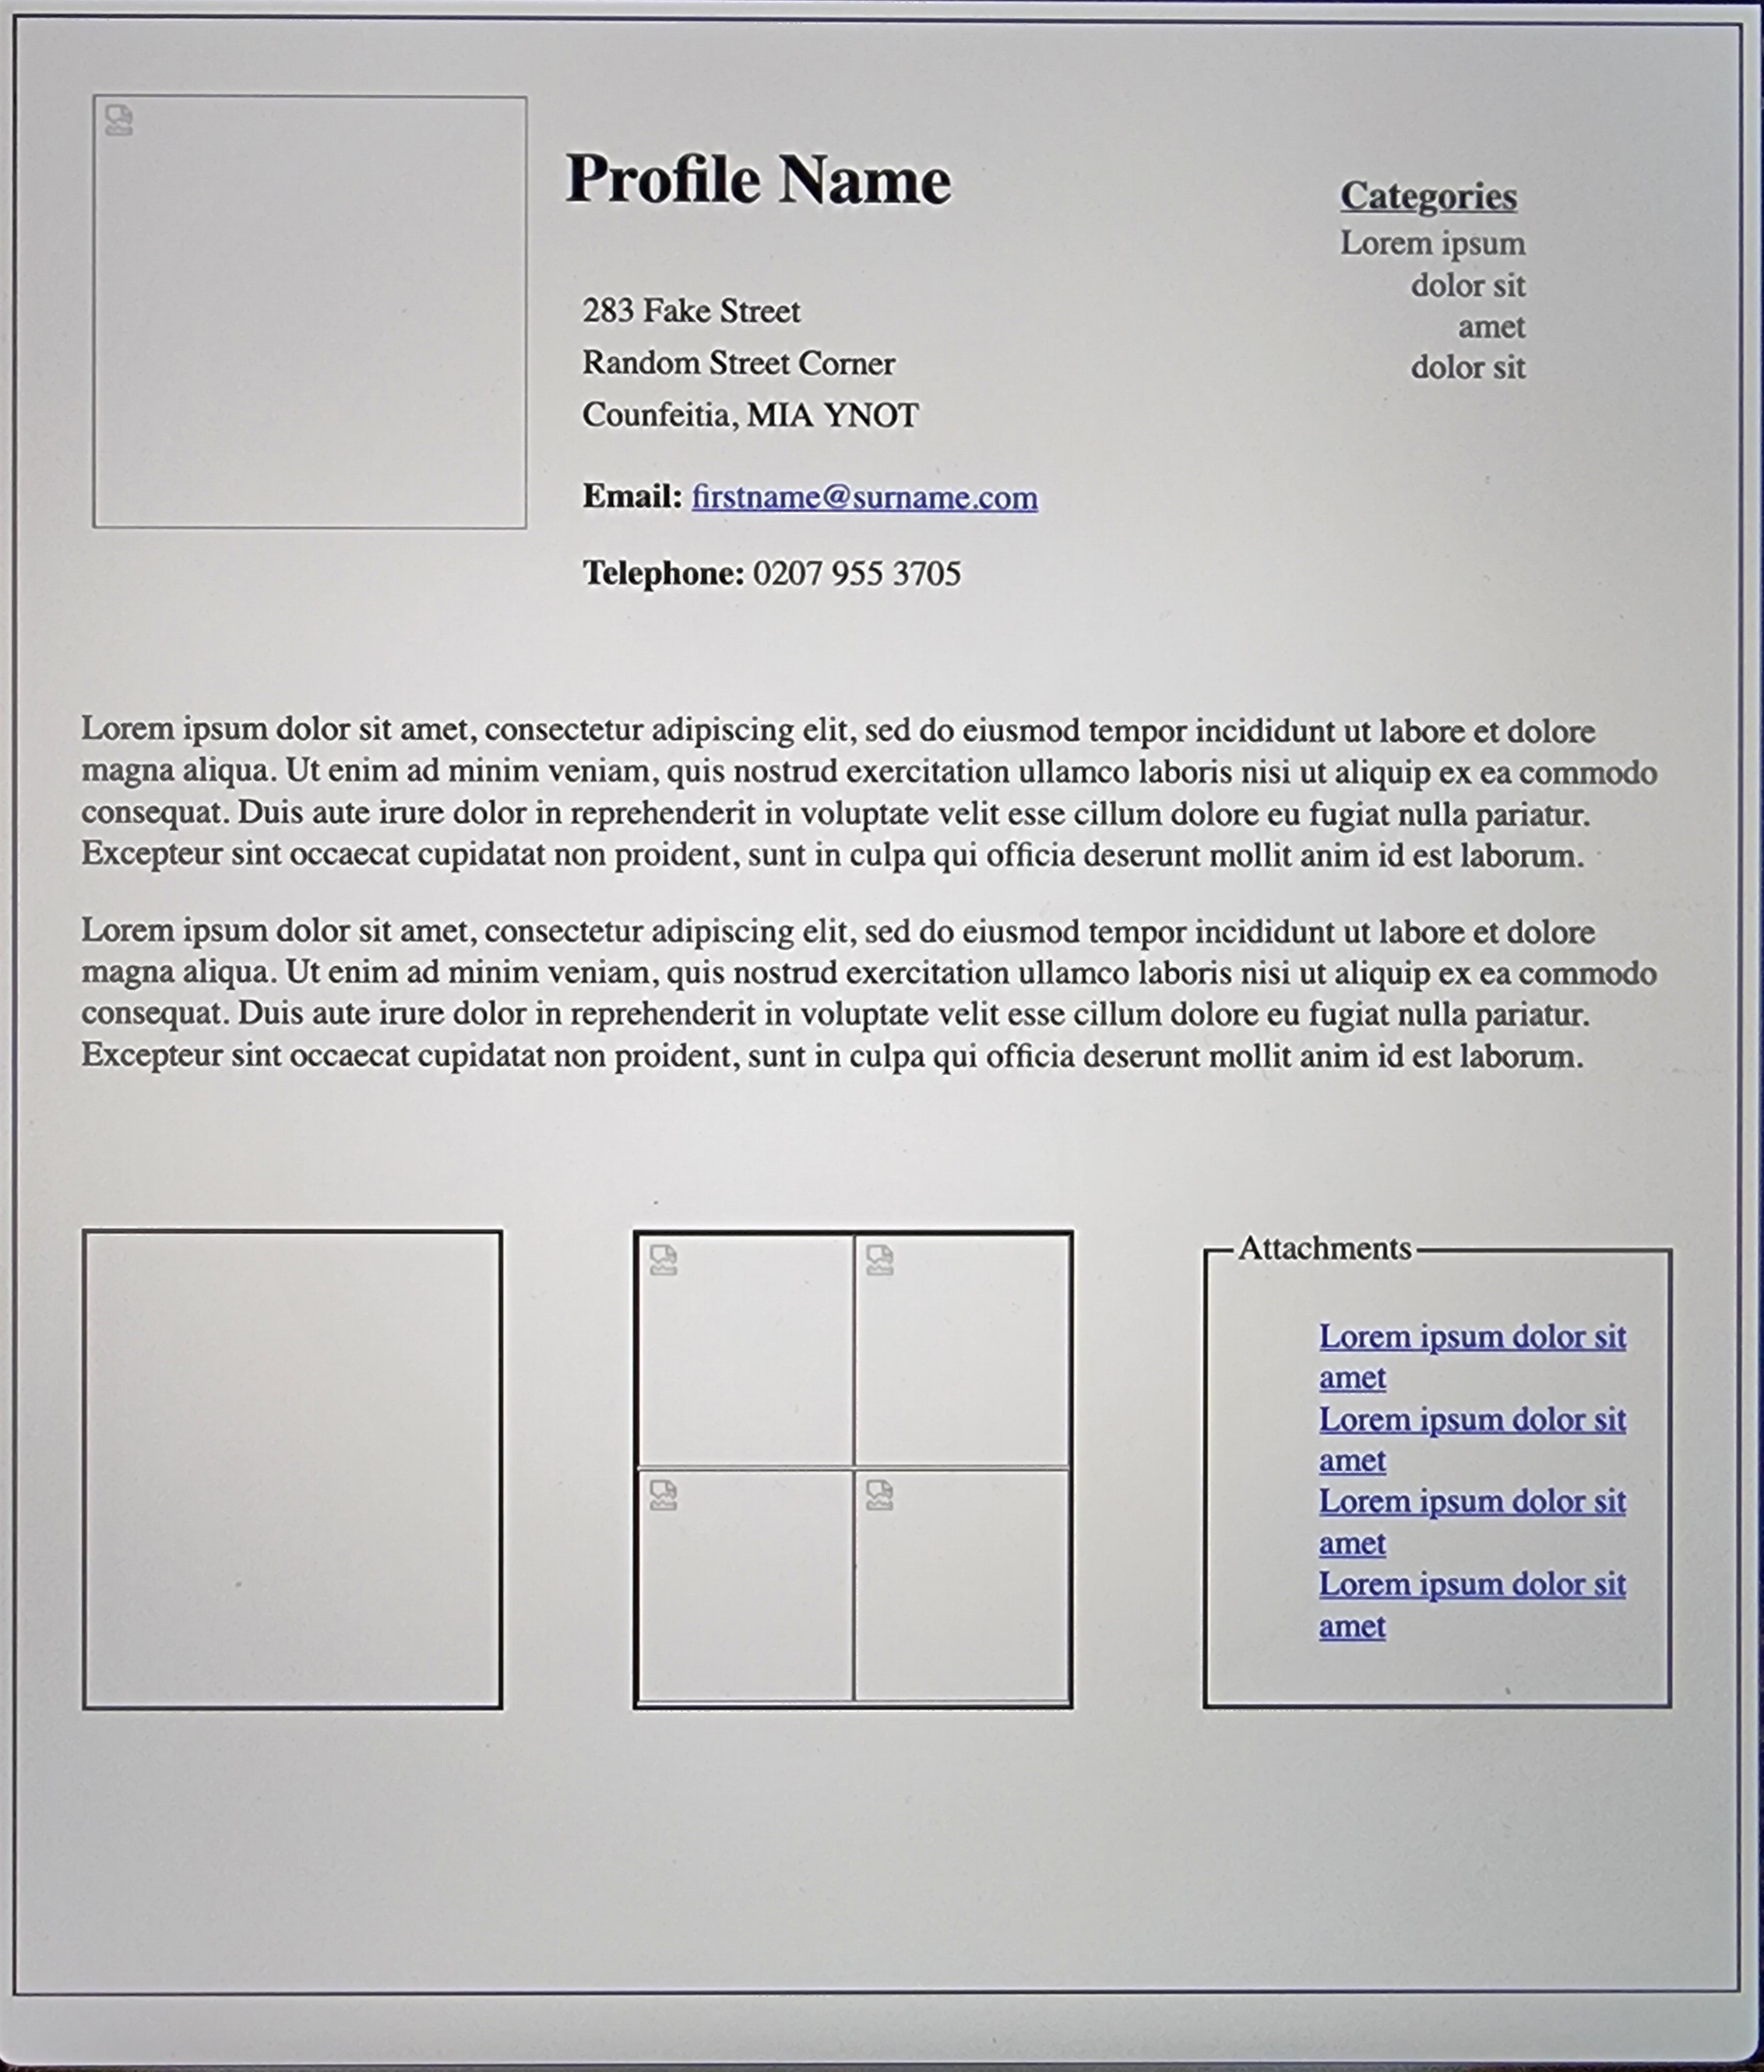 Profile Name
283 Fake Street
Random Street Corner
Counfeitia, MIA YNOT
Email: firstname@surname.com
Telephone: 0207 955 3705
Categories
Lorem ipsum
dolor sit
amet
dolor sit
Lorem ipsum dolor sit amet, consectetur adipiscing elit, sed do eiusmod tempor incididunt ut labore et dolore
magna aliqua. Ut enim ad minim veniam, quis nostrud exercitation ullamco laboris nisi ut aliquip ex ea commodo
consequat. Duis aute irure dolor in reprehenderit in voluptate velit esse cillum dolore eu fugiat nulla pariatur.
Excepteur sint occaecat cupidatat non proident, sunt in culpa qui officia deserunt mollit anim id est laborum.
Lorem ipsum dolor sit amet, consectetur adipiscing elit, sed do eiusmod tempor incididunt ut labore et dolore
magna aliqua. Ut enim ad minim veniam, quis nostrud exercitation ullamco laboris nisi ut aliquip ex ea commodo
consequat. Duis aute irure dolor in reprehenderit in voluptate velit esse cillum dolore eu fugiat nulla pariatur.
Excepteur sint occaecat cupidatat non proident, sunt in culpa qui officia deserunt mollit anim id est laborum.
Attachments
Lorem ipsum dolor sit
amet
Lorem ipsum dolor sit
amet
Lorem ipsum dolor sit
amet
Lorem ipsum dolor sit
amet